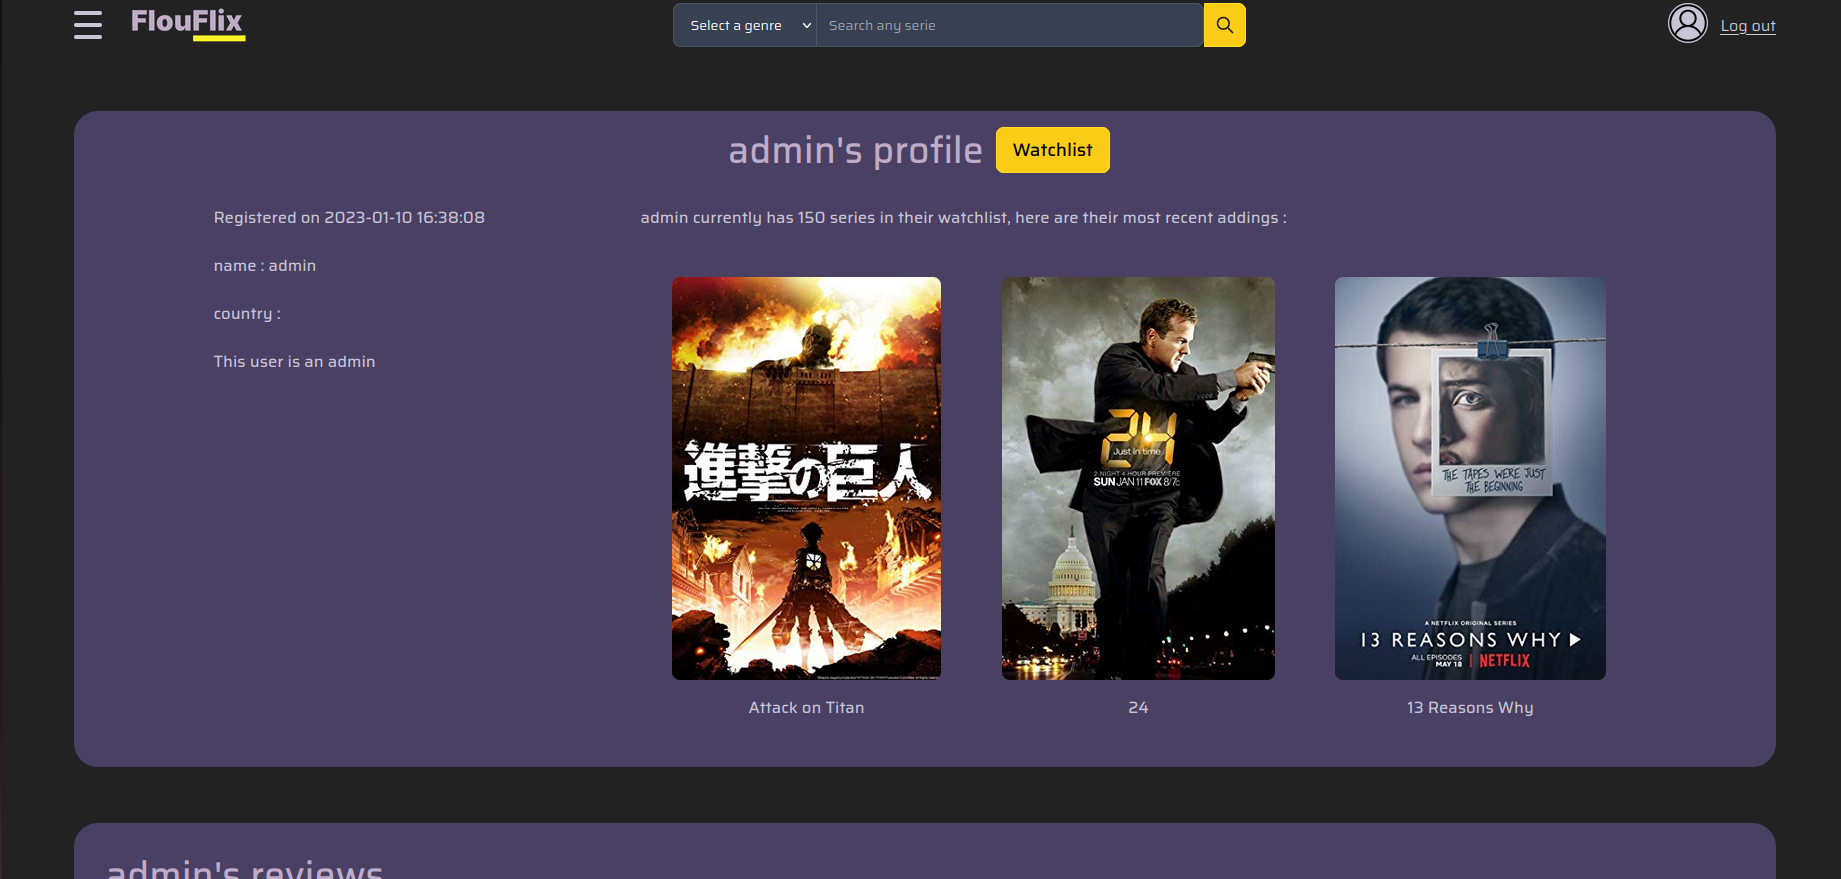 FlouFlix
Select a genre
Search any serie
Log out
admin's profile
Watchlist
Registered on 2023-01-10 16:38:08
name : admin
country :
This user is an admin
admin currently has 150 series in their watchlist, here are their most recent addings :
進撃の巨人
24
Just in time
2-NIGHT 4-HOUR PREMIERE
SUN JAN 11 FOX 8/7c
THE TAPES WERE JUST
THE BEGINNING
A NETFLIX ORIGINAL SERIES
13 REASONS WHY
ALL EPISODES
MAY 18
NETFLIX
Attack on Titan
24
13 Reasons Why
admin's reviews